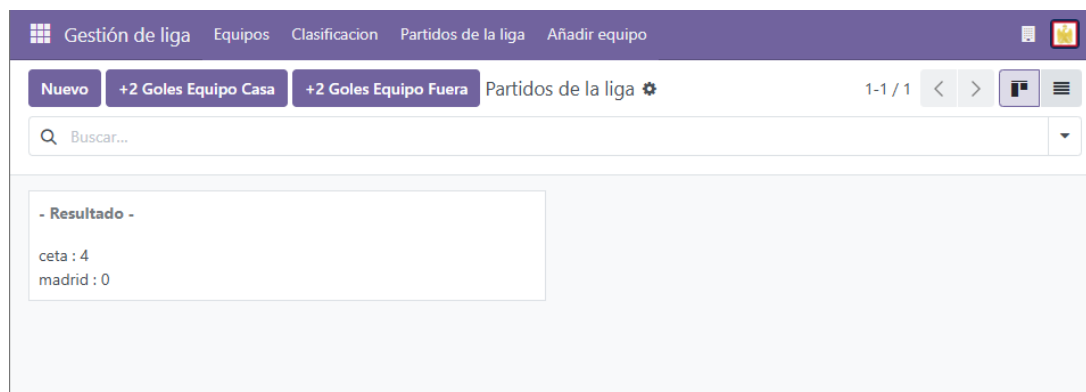 Gestión de liga Equipos Clasificacion Partidos de la liga Añadir equipo
Nuevo +2 Goles Equipo Casa +2 Goles Equipo Fuera Partidos de la liga 1-1 / 1
Buscar...
- Resultado -
ceta : 4
madrid : 0